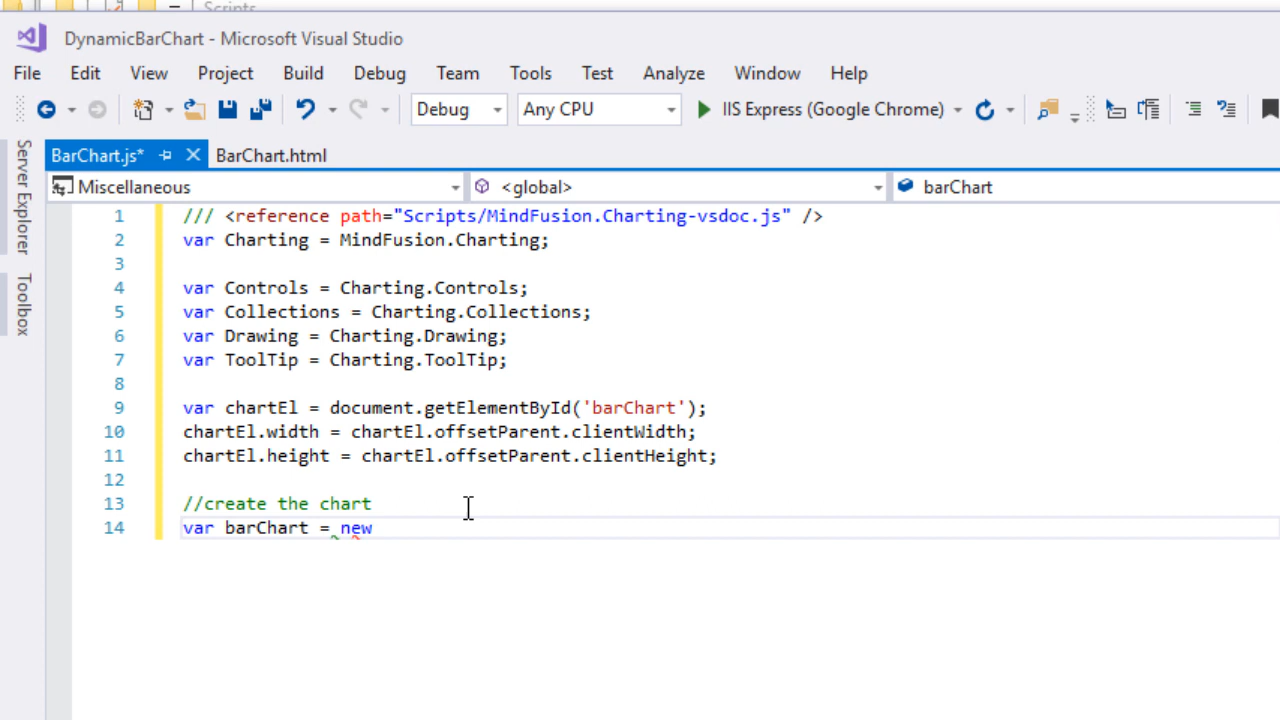 Scripts
DynamicBarChart - Microsoft Visual Studio
File Edit View Project Build Debug Team Tools Test Analyze Window Help
Debug Any CPU IIS Express (Google Chrome)
Server Explorer
Toolbox
BarChart.js* BarChart.html
Miscellaneous <global> barChart
1 /// <reference path="Scripts/MindFusion.Charting-vsdoc.js" />
2 var Charting = MindFusion.Charting;
3
4 var Controls = Charting.Controls;
5 var Collections = Charting.Collections;
6 var Drawing = Charting.Drawing;
7 var ToolTip = Charting.ToolTip;
8
9 var chartEl = document.getElementById('barChart');
10 chartEl.width = chartEl.offsetParent.clientWidth;
11 chartEl.height = chartEl.offsetParent.clientHeight;
12
13 //create the chart
14 var barChart = new